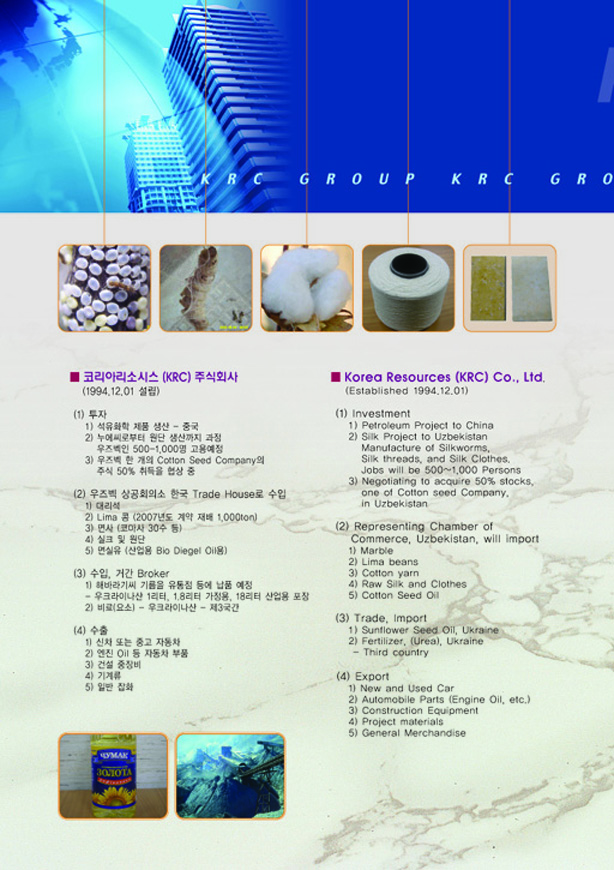 KRC GROUP KRC GRO
■ 코리아리소시스 (KRC) 주식회사
(1994.12.01 설립)
(1) 투자
1) 석유화학 제품 생산 - 중국
2) 누에씨로부터 원단 생산까지 과정
우즈벡인 500-1,000명 고용예정
3) 우즈벡 한 개의 Cotton Seed Company의
주식 50% 취득을 협상 중
(2) 우즈벡 상공회의소 한국 Trade House로 수입
1) 대리석
2) Lima 콩 (2007년도 계약 재배 1,000ton)
3) 면사 (코마사 30수 등)
4) 실크 및 원단
5) 면실유 (산업용 Bio Diegel Oil용)
(3) 수입, 거간 Broker
1) 해바라기씨 기름을 유통점 등에 납품 예정
- 우크라이나산 1리터, 1.8리터 가정용, 18리터 산업용 포장
2) 비료(요소) - 우크라이나산 - 제3국간
(4) 수출
1) 신차 또는 중고 자동차
2) 엔진 Oil 등 자동차 부품
3) 건설 중장비
4) 기계류
5) 일반 잡화
■ Korea Resources (KRC) Co., Ltd.
(Established 1994.12.01)
(1) Investment
1) Petroleum Project to China
2) Silk Project to Uzbekistan
Manufacture of Silkworms,
Silk threads, and Silk Clothes,
Jobs will be 500~1,000 Persons
3) Negotiating to acquire 50% stocks,
one of Cotton seed Company,
in Uzbekistan
(2) Representing Chamber of
Commerce, Uzbekistan, will import
1) Marble
2) Lima beans
3) Cotton yarn
4) Raw Silk and Clothes
5) Cotton Seed Oil
(3) Trade, Import
1) Sunflower Seed Oil, Ukraine
2) Fertilizer, (Urea), Ukraine
- Third country
(4) Export
1) New and Used Car
2) Automobile Parts (Engine Oil, etc.)
3) Construction Equipment
4) Project materials
5) General Merchandise
ЧУМАК
ЗОЛОТА